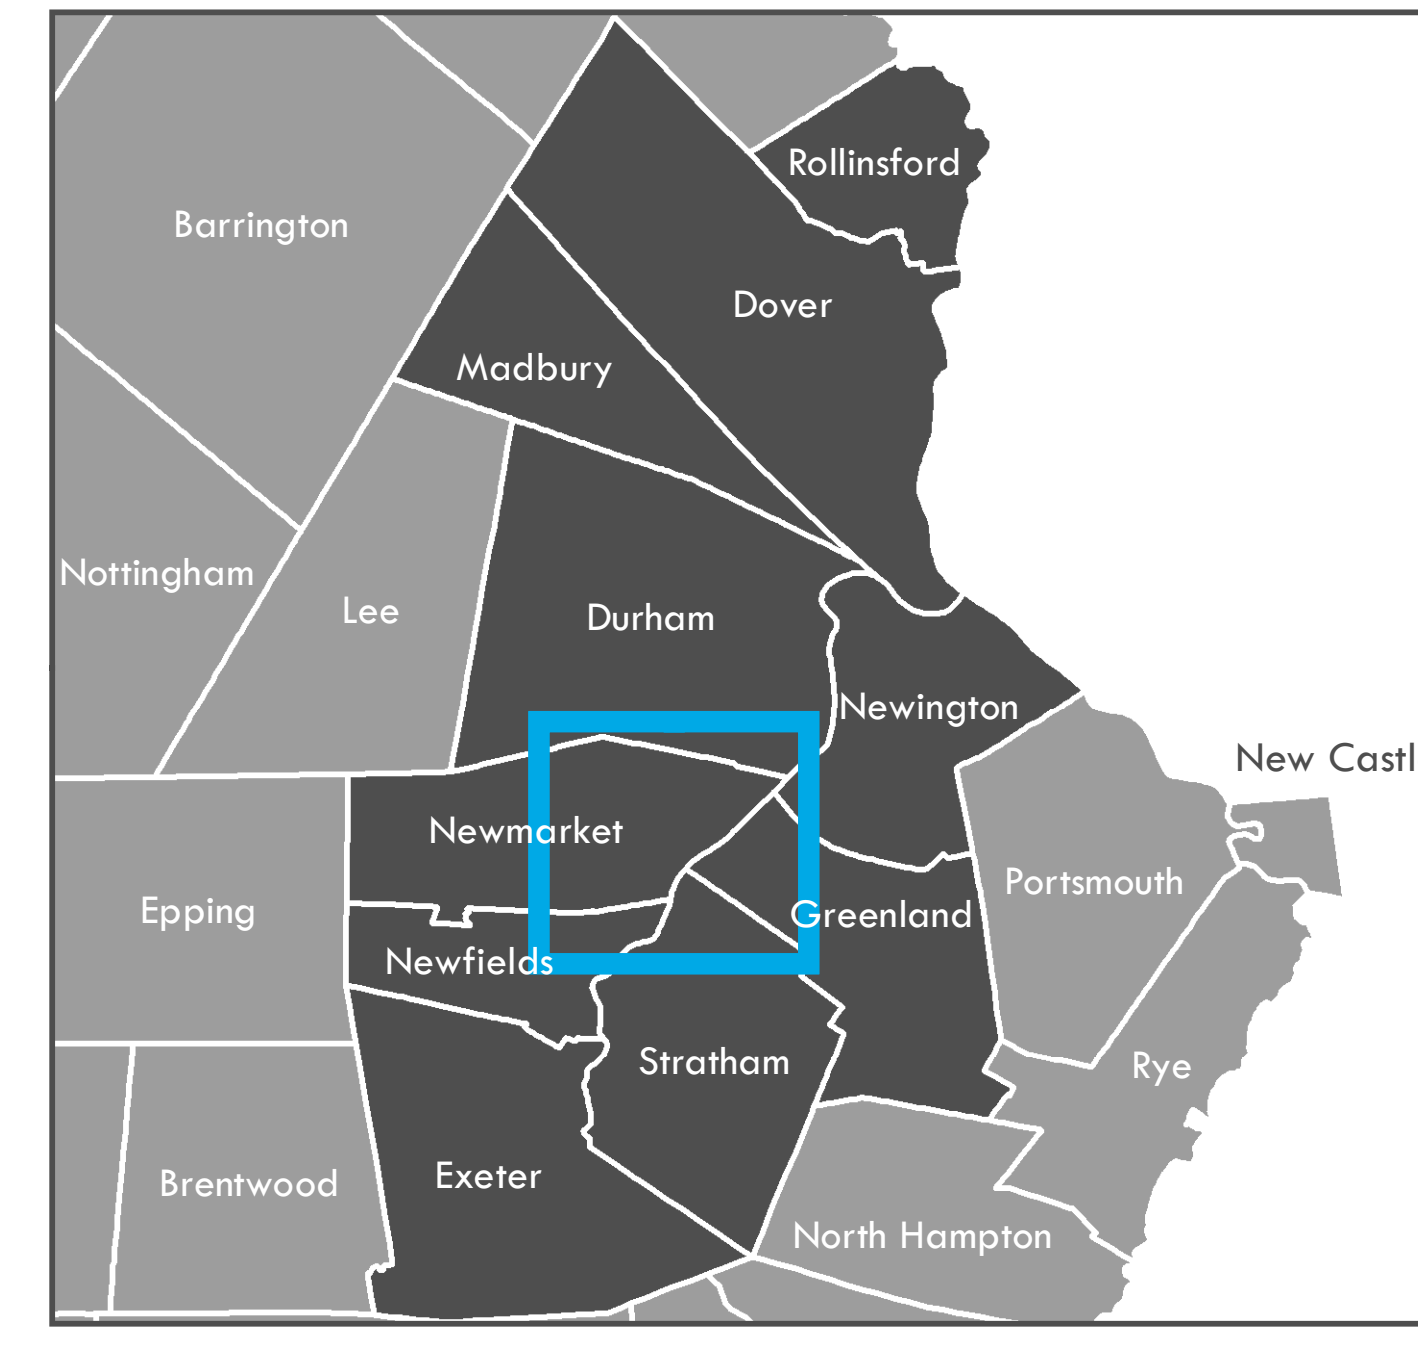 Rollinsford
Barrington
Dover
Madbury
Nottingham
Lee
Durham
Newington
New Castl
Newmarket
Portsmouth
Epping
Greenland
Newfields
Stratham
Rye
Exeter
Brentwood
North Hampton